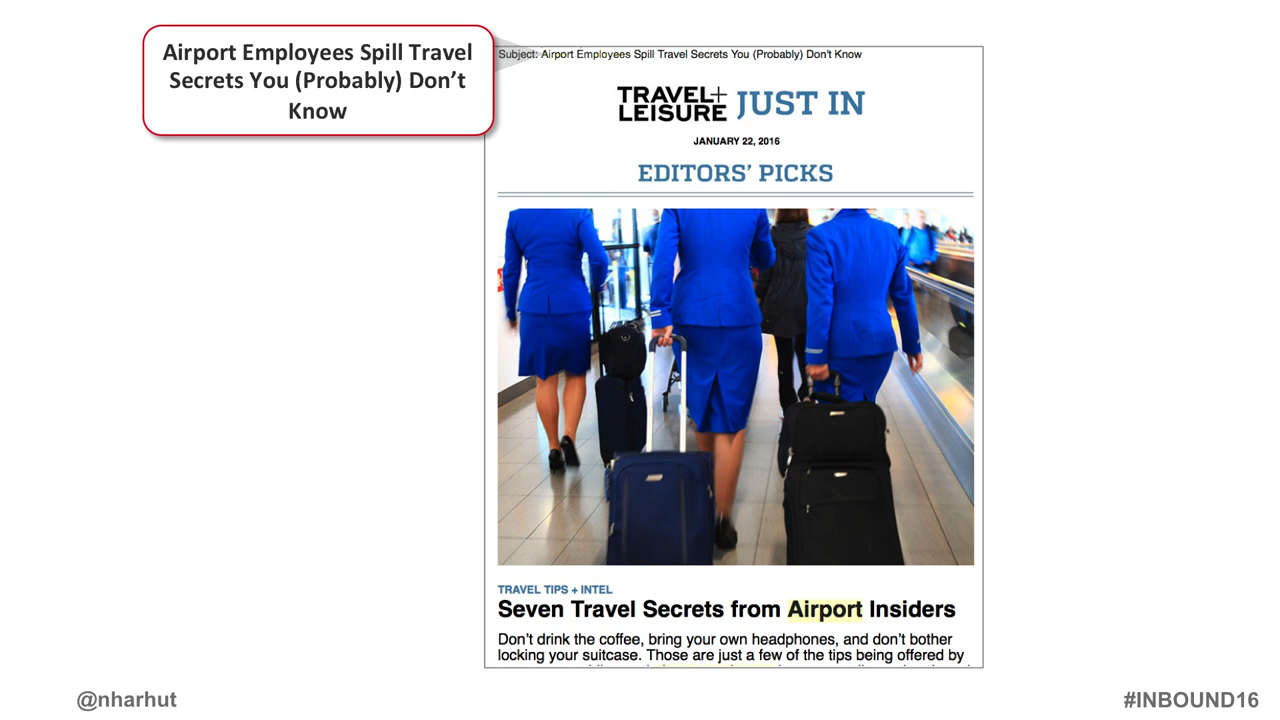 Airport Employees Spill Travel
Secrets You (Probably) Don’t
Know
Subject: Airport Employees Spill Travel Secrets You (Probably) Don't Know
TRAVEL+
LEISURE
JUST IN
JANUARY 22, 2016
EDITORS’ PICKS
TRAVEL TIPS + INTEL
Seven Travel Secrets from Airport Insiders
Don’t drink the coffee, bring your own headphones, and don’t bother
locking your suitcase. Those are just a few of the tips being offered by
@nharhut
#INBOUND16